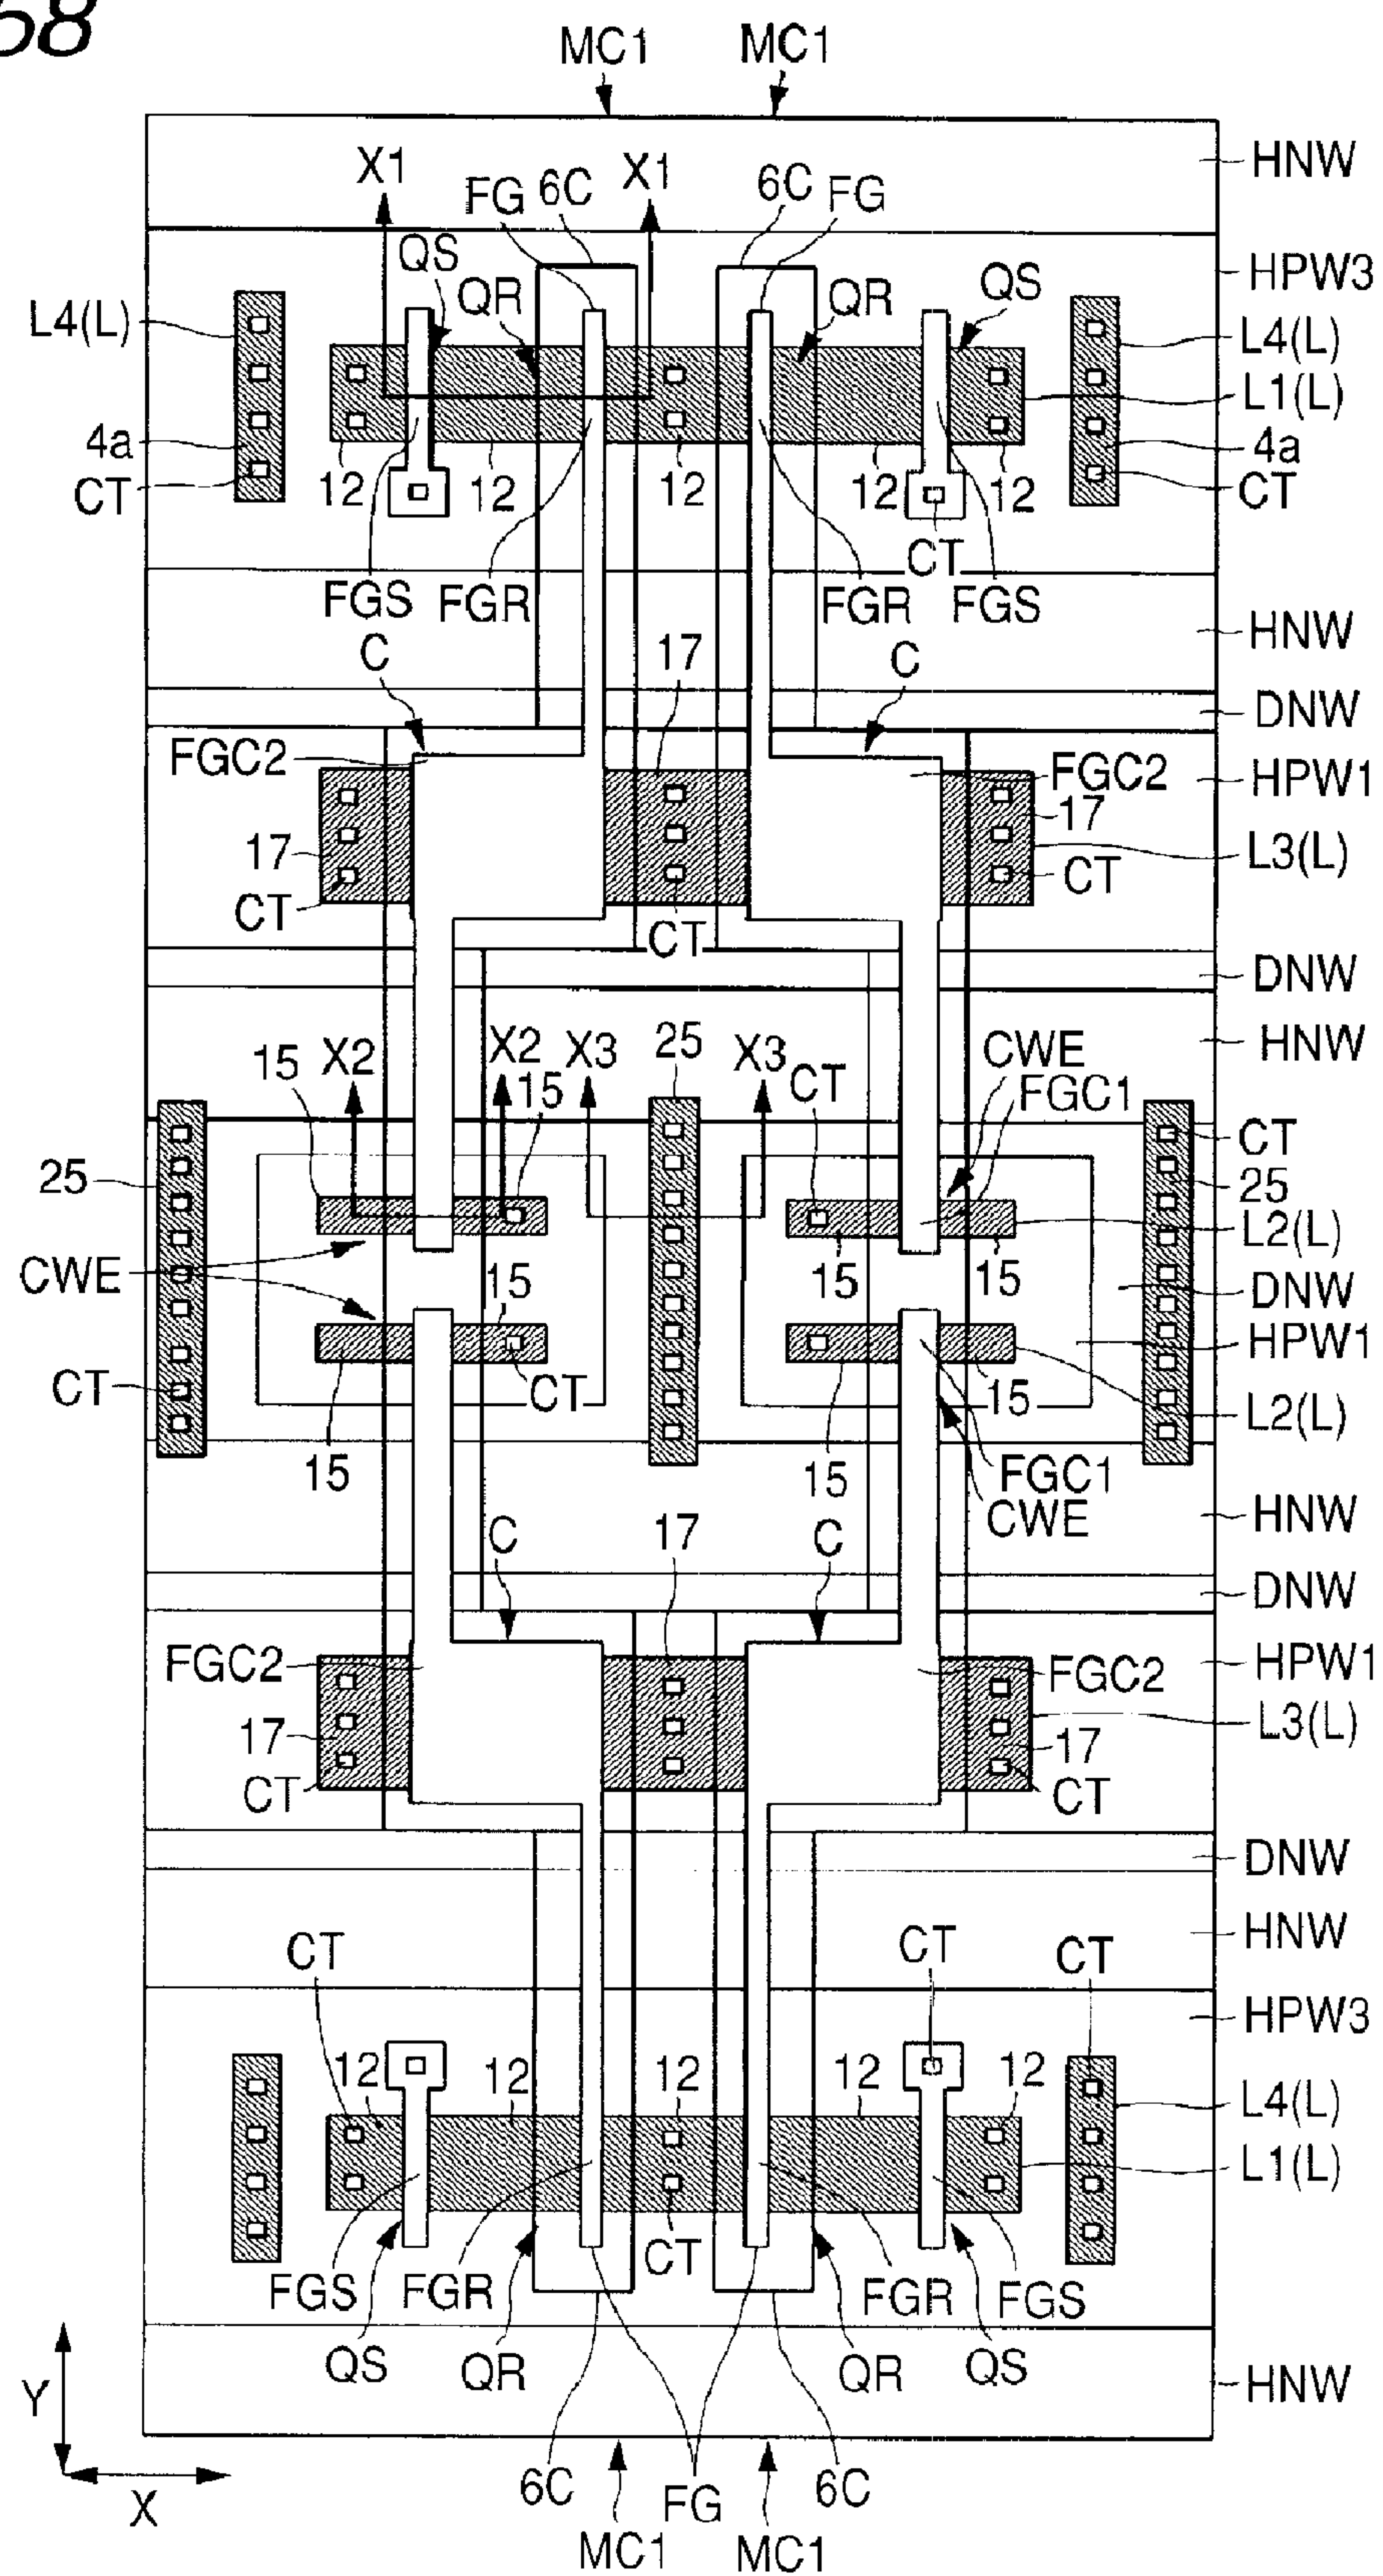 58
MC1 MC1
HNW
X1 FG 6C X1 6C FG
QS QR QR QS HPW3
L4(L) L4(L)
L1(L)
4a 4a
CT 12 12 12 12 12 CT
CT
FGS FGR FGR FGS
HNW
C 17 C
DNW
FGC2 FGC2 HPW1
17
17 L3(L)
CT CT
CT
DNW
HNW
15 X2 X2 X3 25 X3 CT CWE
15 FGC1
CT
25 25
L2(L)
CWE 15 15 15 DNW
HPW1
CT CT 15
15 15 L2(L)
FGC1
CWE
HNW
C 17 C
DNW
FGC2 FGC2 HPW1
L3(L)
17 17
CT CT
DNW
HNW
CT CT CT
HPW3
12 12 12 12 12
L4(L)
L1(L)
CT
FGS FGR FGR FGS
QS QR QR QS
HNW
Y
X
6C FG 6C
MC1 MC1